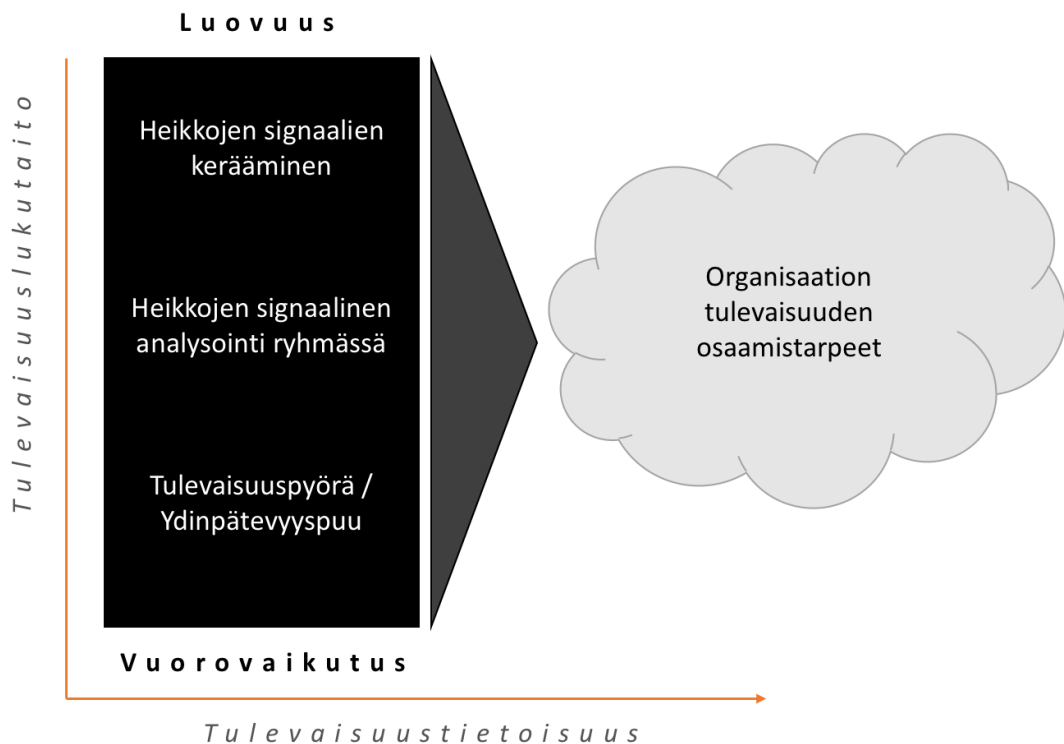 Luovuus
Tulevaisuuslukutaito
Heikkojen signaalien
kerääminen
Heikkojen signaalinen
analysointi ryhmässä
Tulevaisuuspyörä /
Ydinpätevyyspuu
Organisaation
tulevaisuuden
osaamistarpeet
Vuorovaikutus
Tulevaisuustietoisuus